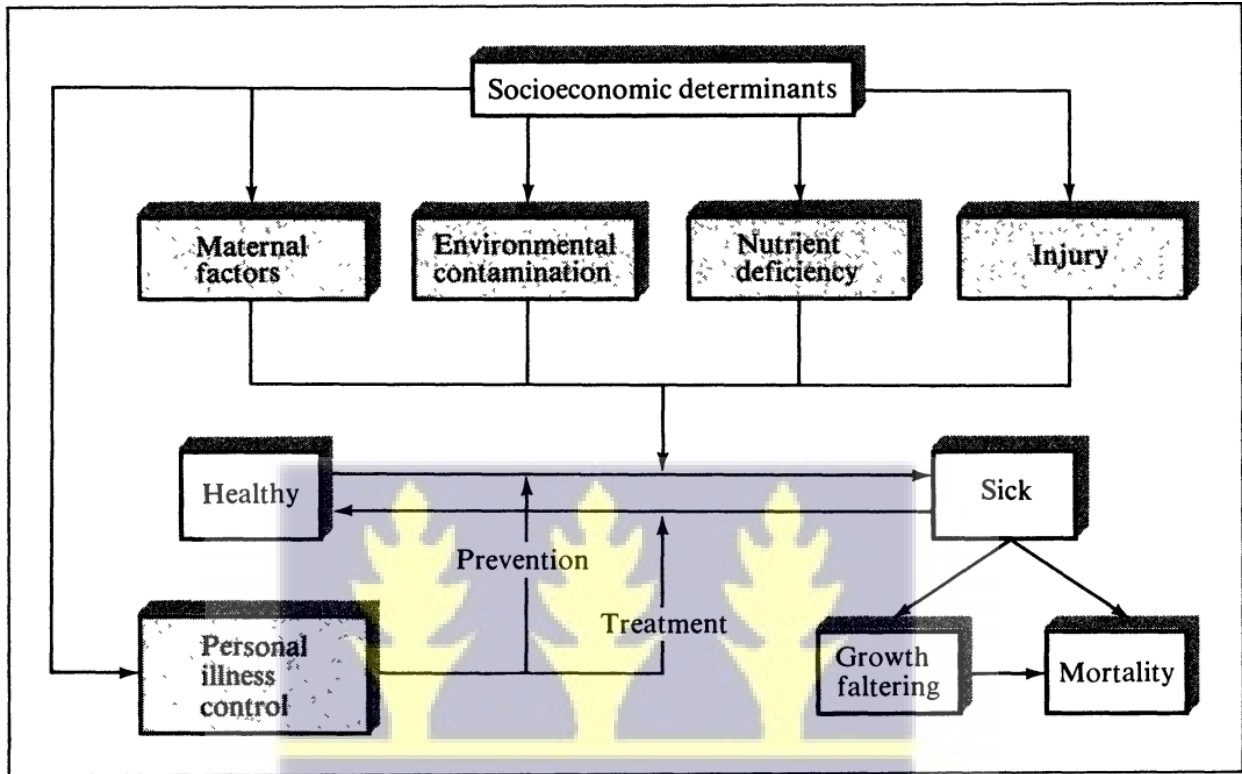 Socioeconomic determinants
Maternal
factors
Environmental
contamination
Nutrient
deficiency
Injury
Healthy
Sick
Prevention
Treatment
Personal
illness
control
Growth
faltering
Mortality